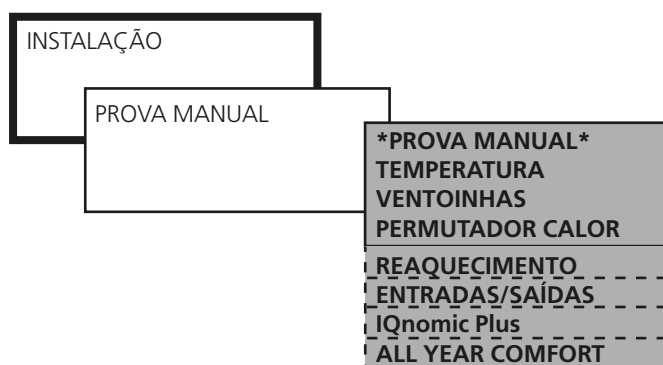 INSTALAÇÃO
PROVA MANUAL
*PROVA MANUAL*
TEMPERATURA
VENTOINHAS
PERMUTADOR CALOR
REAQUECIMENTO
ENTRADAS/SAÍDAS
IQnomic Plus
ALL YEAR COMFORT